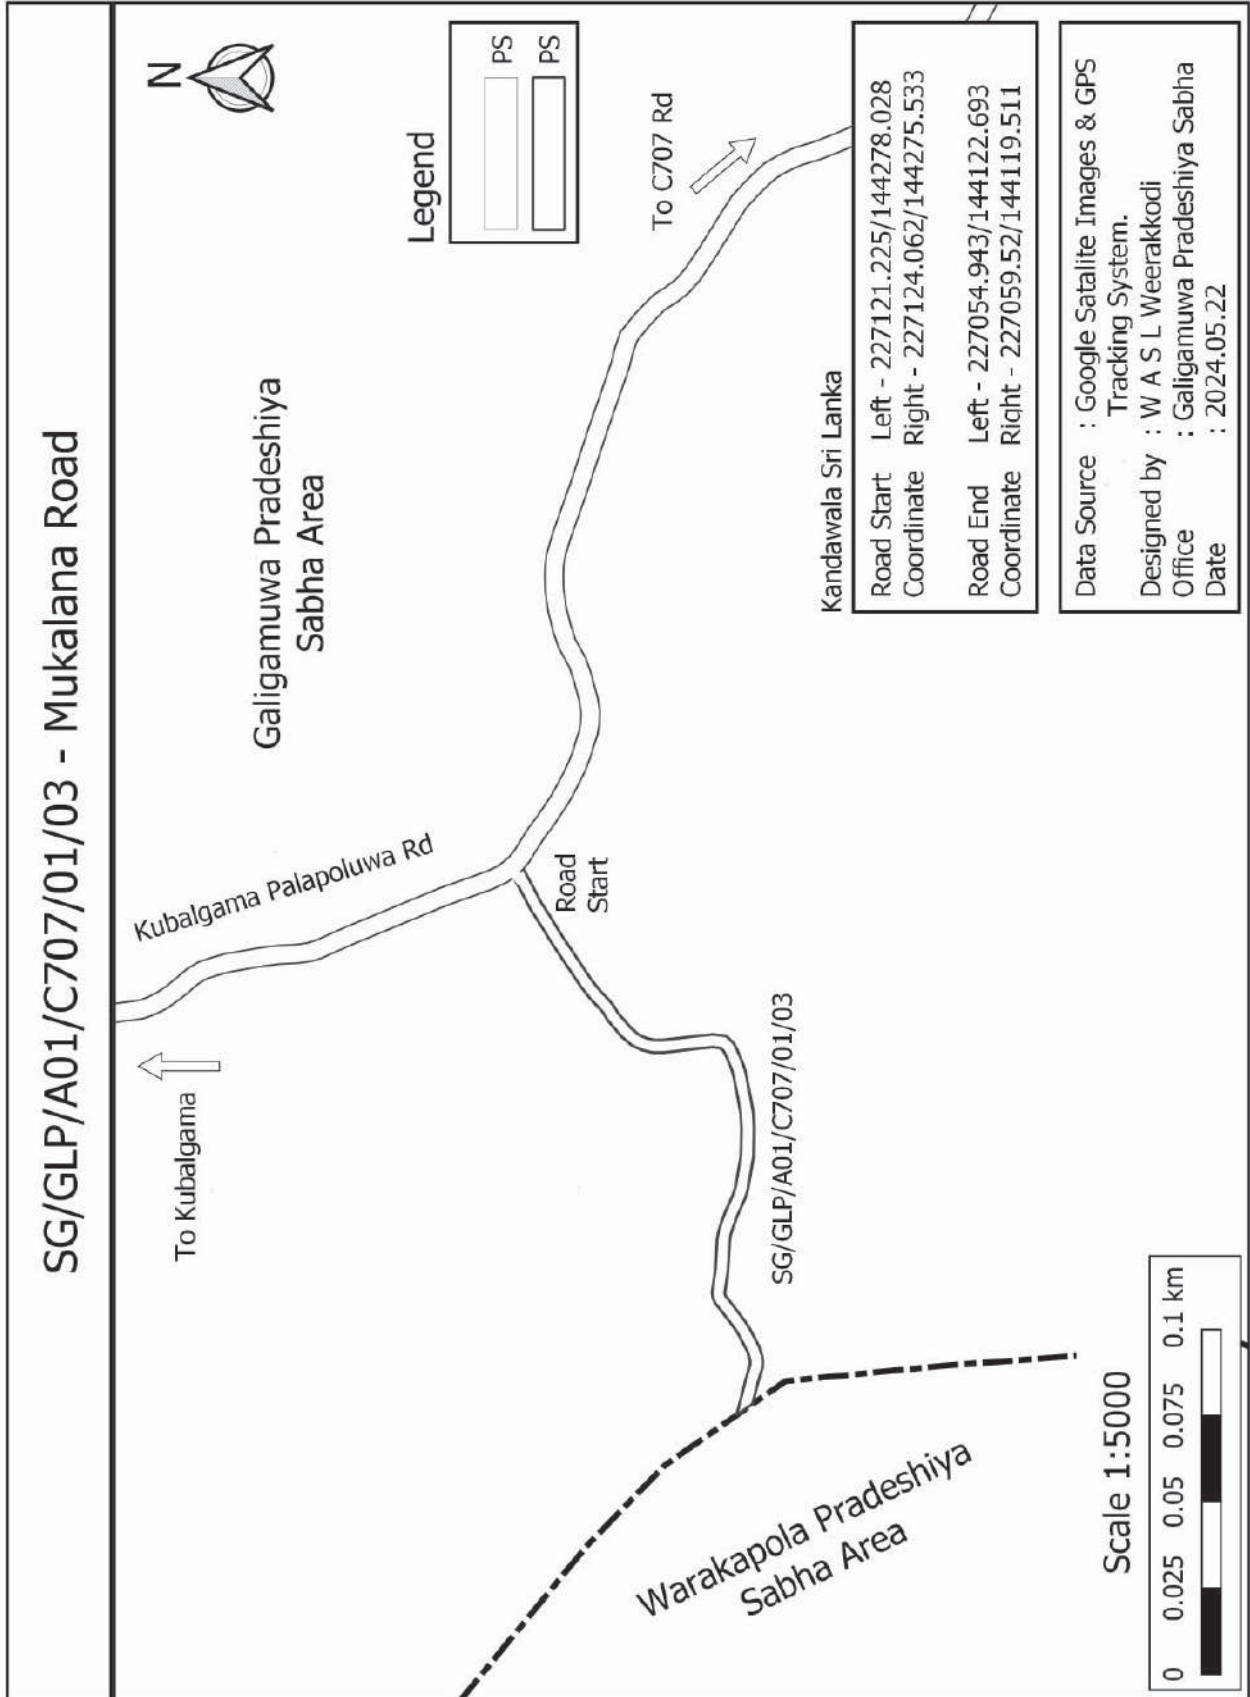 SG/GLP/A01/C707/01/03 - Mukalana Road
N
Legend
PS
PS
Galigamuwa Pradeshiya
Sabha Area
Kubalgama Palapoluwa Rd
To Kubalgama
To C707 Rd
Road
Start
SG/GLP/A01/C707/01/03
Warakapola Pradeshiya
Sabha Area
Kandawala Sri Lanka
Road Start Left - 227121.225/144278.028
Coordinate Right - 227124.062/144275.533
Road End Left - 227054.943/144122.693
Coordinate Right - 227059.52/144119.511
Data Source : Google Satalite Images & GPS
Tracking System.
Designed by : W A S L Weerakkodi
Office : Galigamuwa Pradeshiya Sabha
Date : 2024.05.22
Scale 1:5000
0 0.025 0.05 0.075 0.1 km